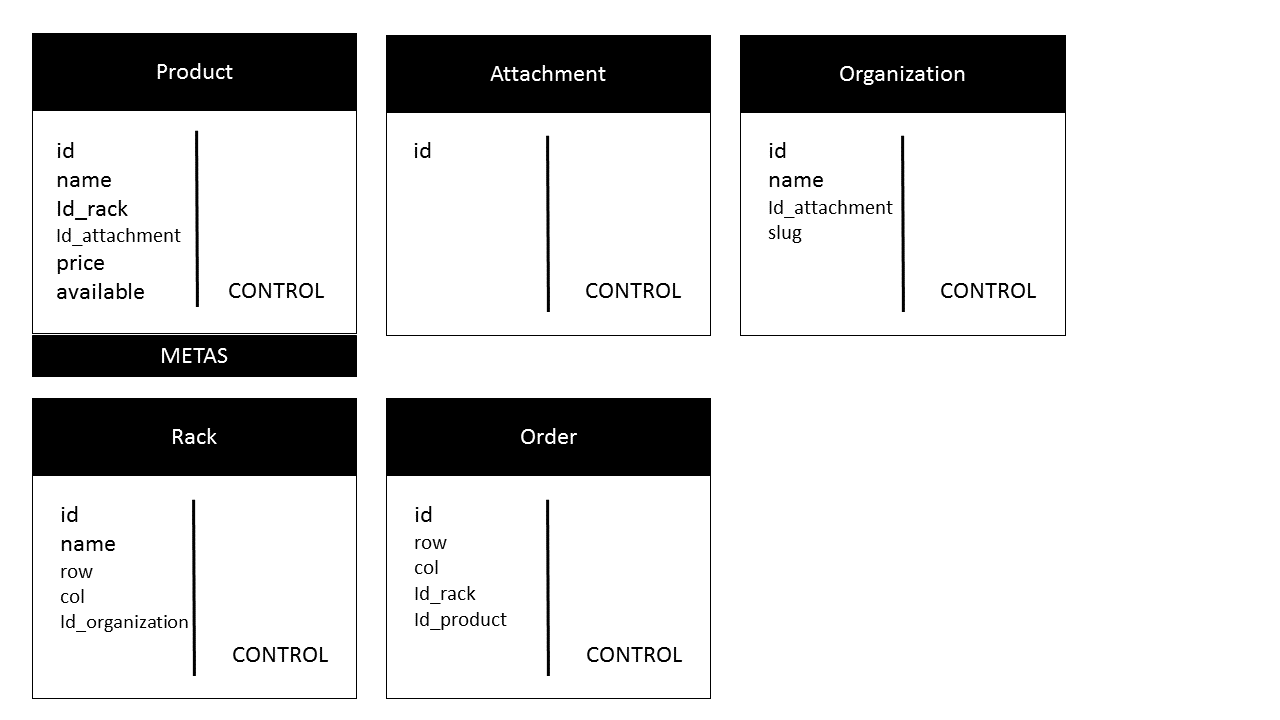 Product
id
name
Id_rack
Id_attachment
price
available
CONTROL
METAS
Attachment
id
CONTROL
Organization
id
name
Id_attachment
slug
CONTROL
Rack
id
name
row
col
Id_organization
CONTROL
Order
id
row
col
Id_rack
Id_product
CONTROL